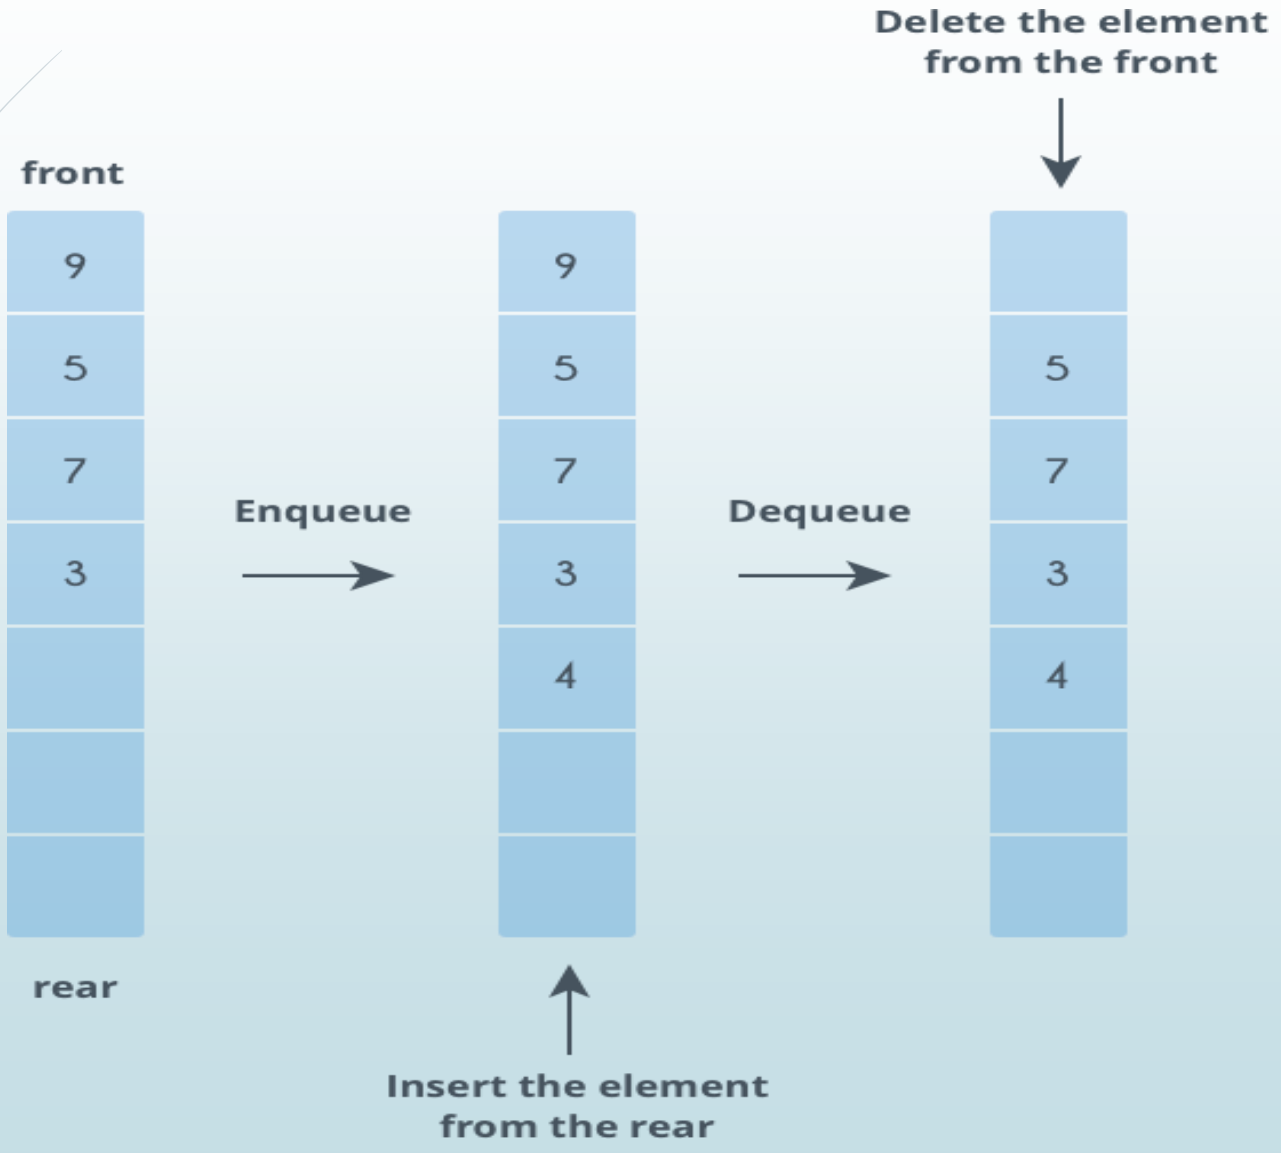 Delete the element
from the front
front
9
5
7
3
rear
Enqueue
9
5
7
3
4
Insert the element
from the rear
Dequeue
5
7
3
4